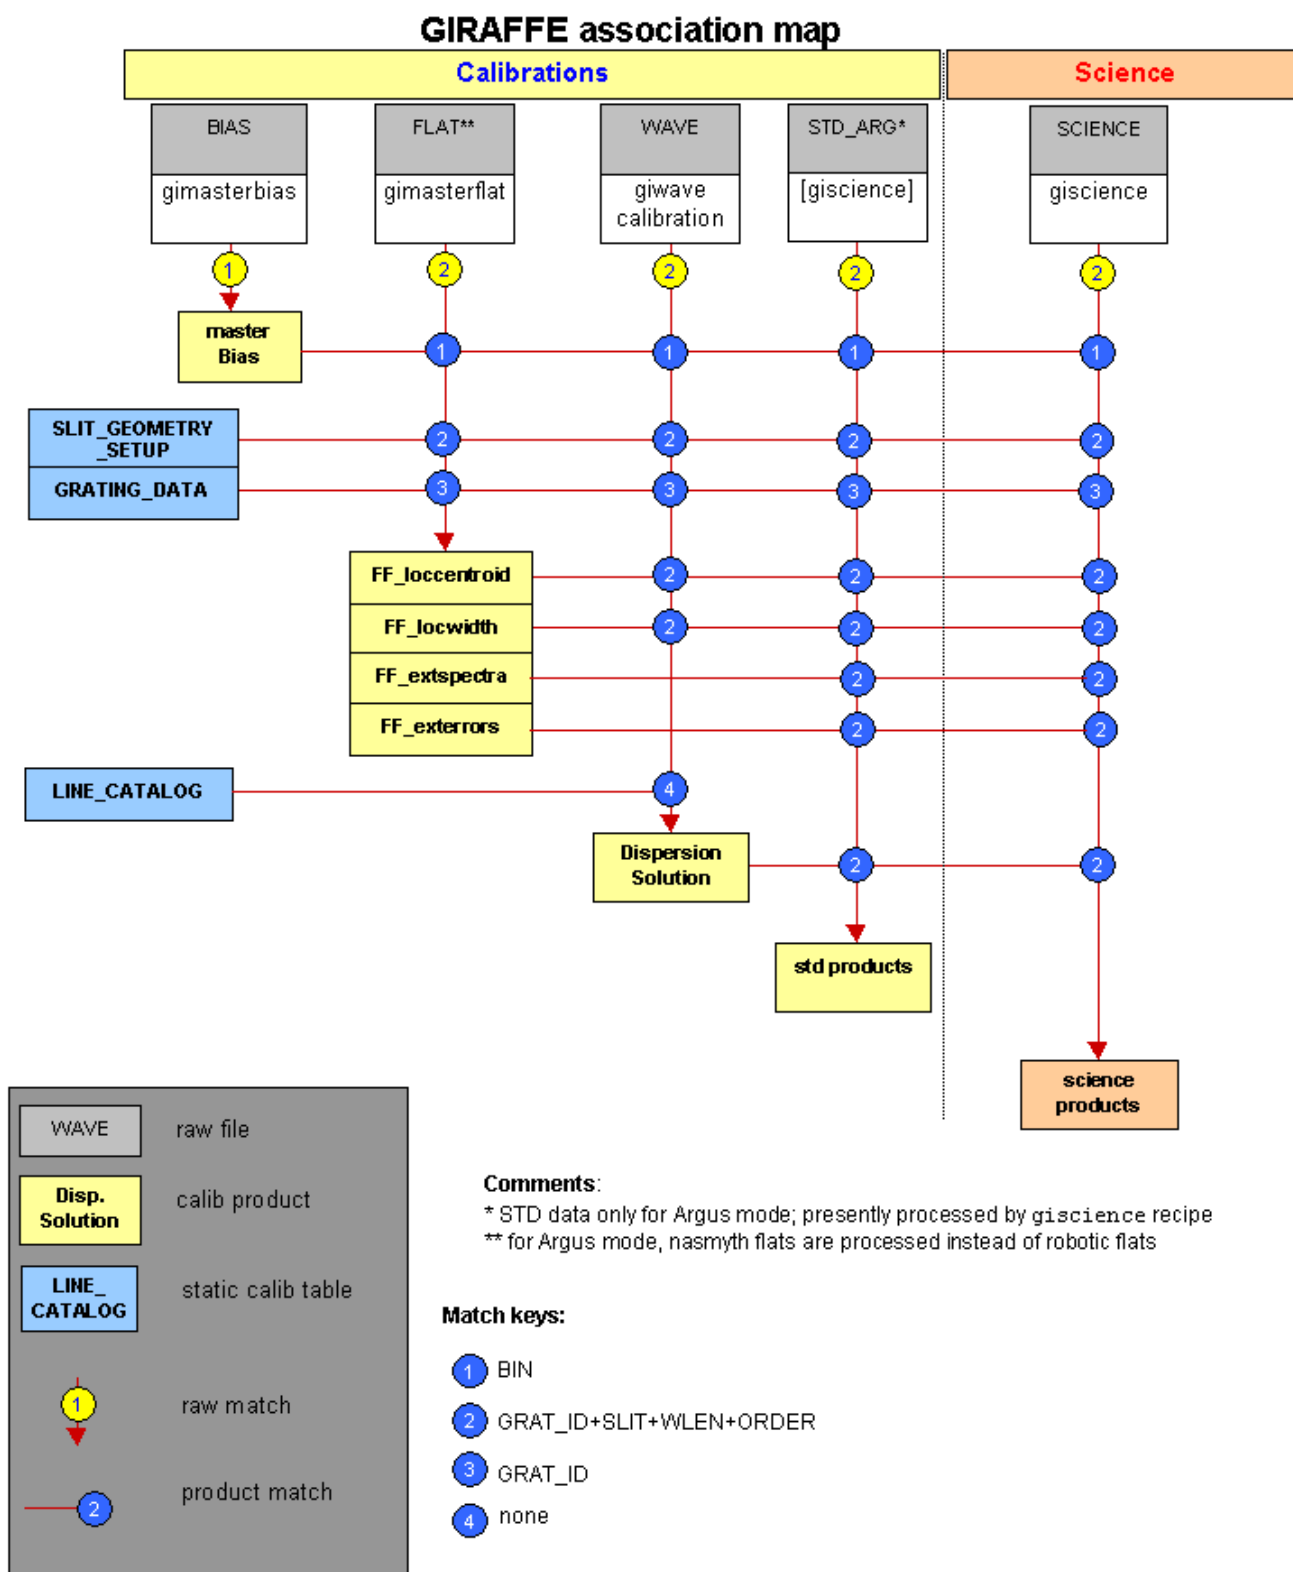 GIRAFFE association map
Calibrations
Science
BIAS
FLAT**
WAVE
STD_ARG*
SCIENCE
gimasterbias
gimasterflat
giwave
calibration
[giscience]
giscience
1
2
2
2
2
master
Bias
1
1
1
1
SLIT_GEOMETRY
_SETUP
2
2
2
2
GRATING_DATA
3
3
3
3
FF_loccentroid
2
2
2
FF_locwidth
2
2
2
FF_extspectra
2
2
FF_exterrors
2
2
LINE_CATALOG
4
Dispersion
Solution
2
2
std products
science
products
WAVE
raw file
Disp.
Solution
calib product
LINE_
CATALOG
static calib table
1
raw match
2
product match
Comments:
* STD data only for Argus mode; presently processed by giscience recipe
** for Argus mode, nasmyth flats are processed instead of robotic flats
Match keys:
1 BIN
2 GRAT_ID+SLIT+WLEN+ORDER
3 GRAT_ID
4 none